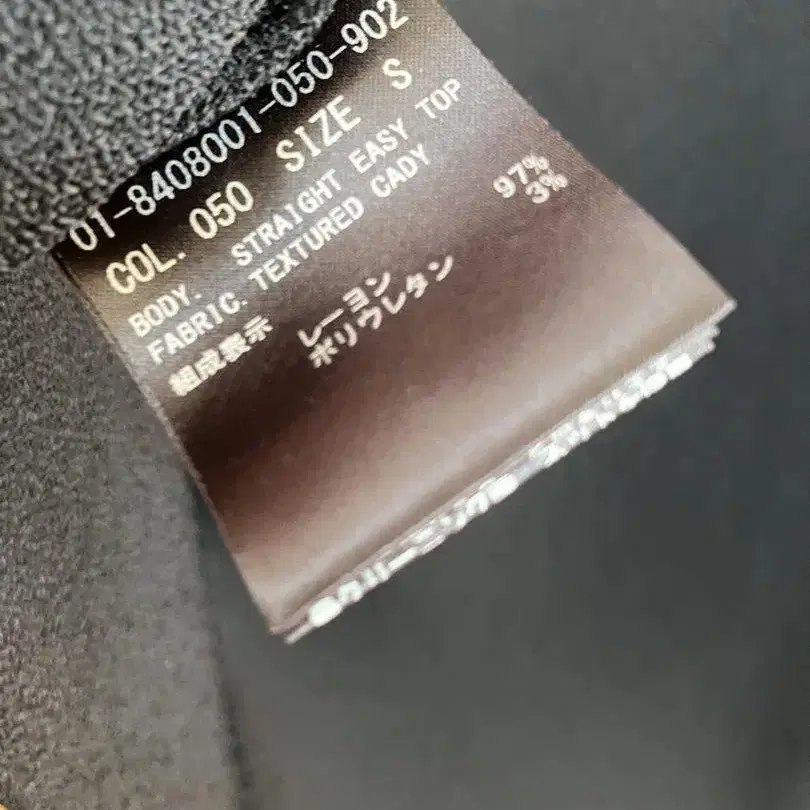 01-8408001-050-902
COL. 050 SIZE S
BODY. STRAIGHT EASY TOP
FABRIC. TEXTURED CADY
組成表示 レーヨン 97%
ポリウレタン 3%